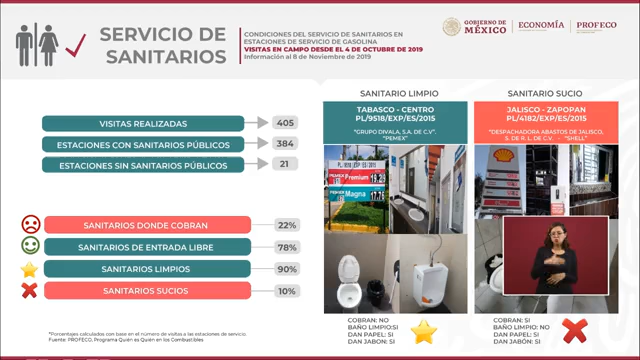 SERVICIO DE
SANITARIOS
CONDICIONES DEL SERVICIO DE SANITARIOS EN
ESTACIONES DE SERVICIO DE GASOLINA
VISITAS EN CAMPO DESDE EL 4 DE OCTUBRE DE 2019
Información al 8 de Noviembre de 2019
GOBIERNO DE
MÉXICO
ECONOMÍA
PROFECO
VISITAS REALIZADAS 405
ESTACIONES CON SANITARIOS PÚBLICOS 384
ESTACIONES SIN SANITARIOS PÚBLICOS 21
SANITARIOS DONDE COBRAN 22%
SANITARIOS DE ENTRADA LIBRE 78%
SANITARIOS LIMPIOS 90%
SANITARIOS SUCIOS 10%
*Porcentajes calculados con base en el número de visitas a las estaciones de servicio
Fuente: PROFECO, Programa Quién es Quién en los Combustibles
SANITARIO LIMPIO
TABASCO - CENTRO
PL/9518/EXP/ES/2015
"GRUPO DIVALA, S.A. DE C.V".
"PEMEX"
Premium 19.29
Magna 17.76
COBRAN: NO
BAÑO LIMPIO:SI
DAN PAPEL: SI
DAN JABÓN: SI
SANITARIO SUCIO
JALISCO - ZAPOPAN
PL/4182/EXP/ES/2015
"DESPACHADORA ABASTOS DE JALISCO,
S. DE R.L. DE C.V. - "SHELL"
COBRAN: SI
BAÑO LIMPIO: NO
DAN PAPEL: SI
DAN JABÓN: SI